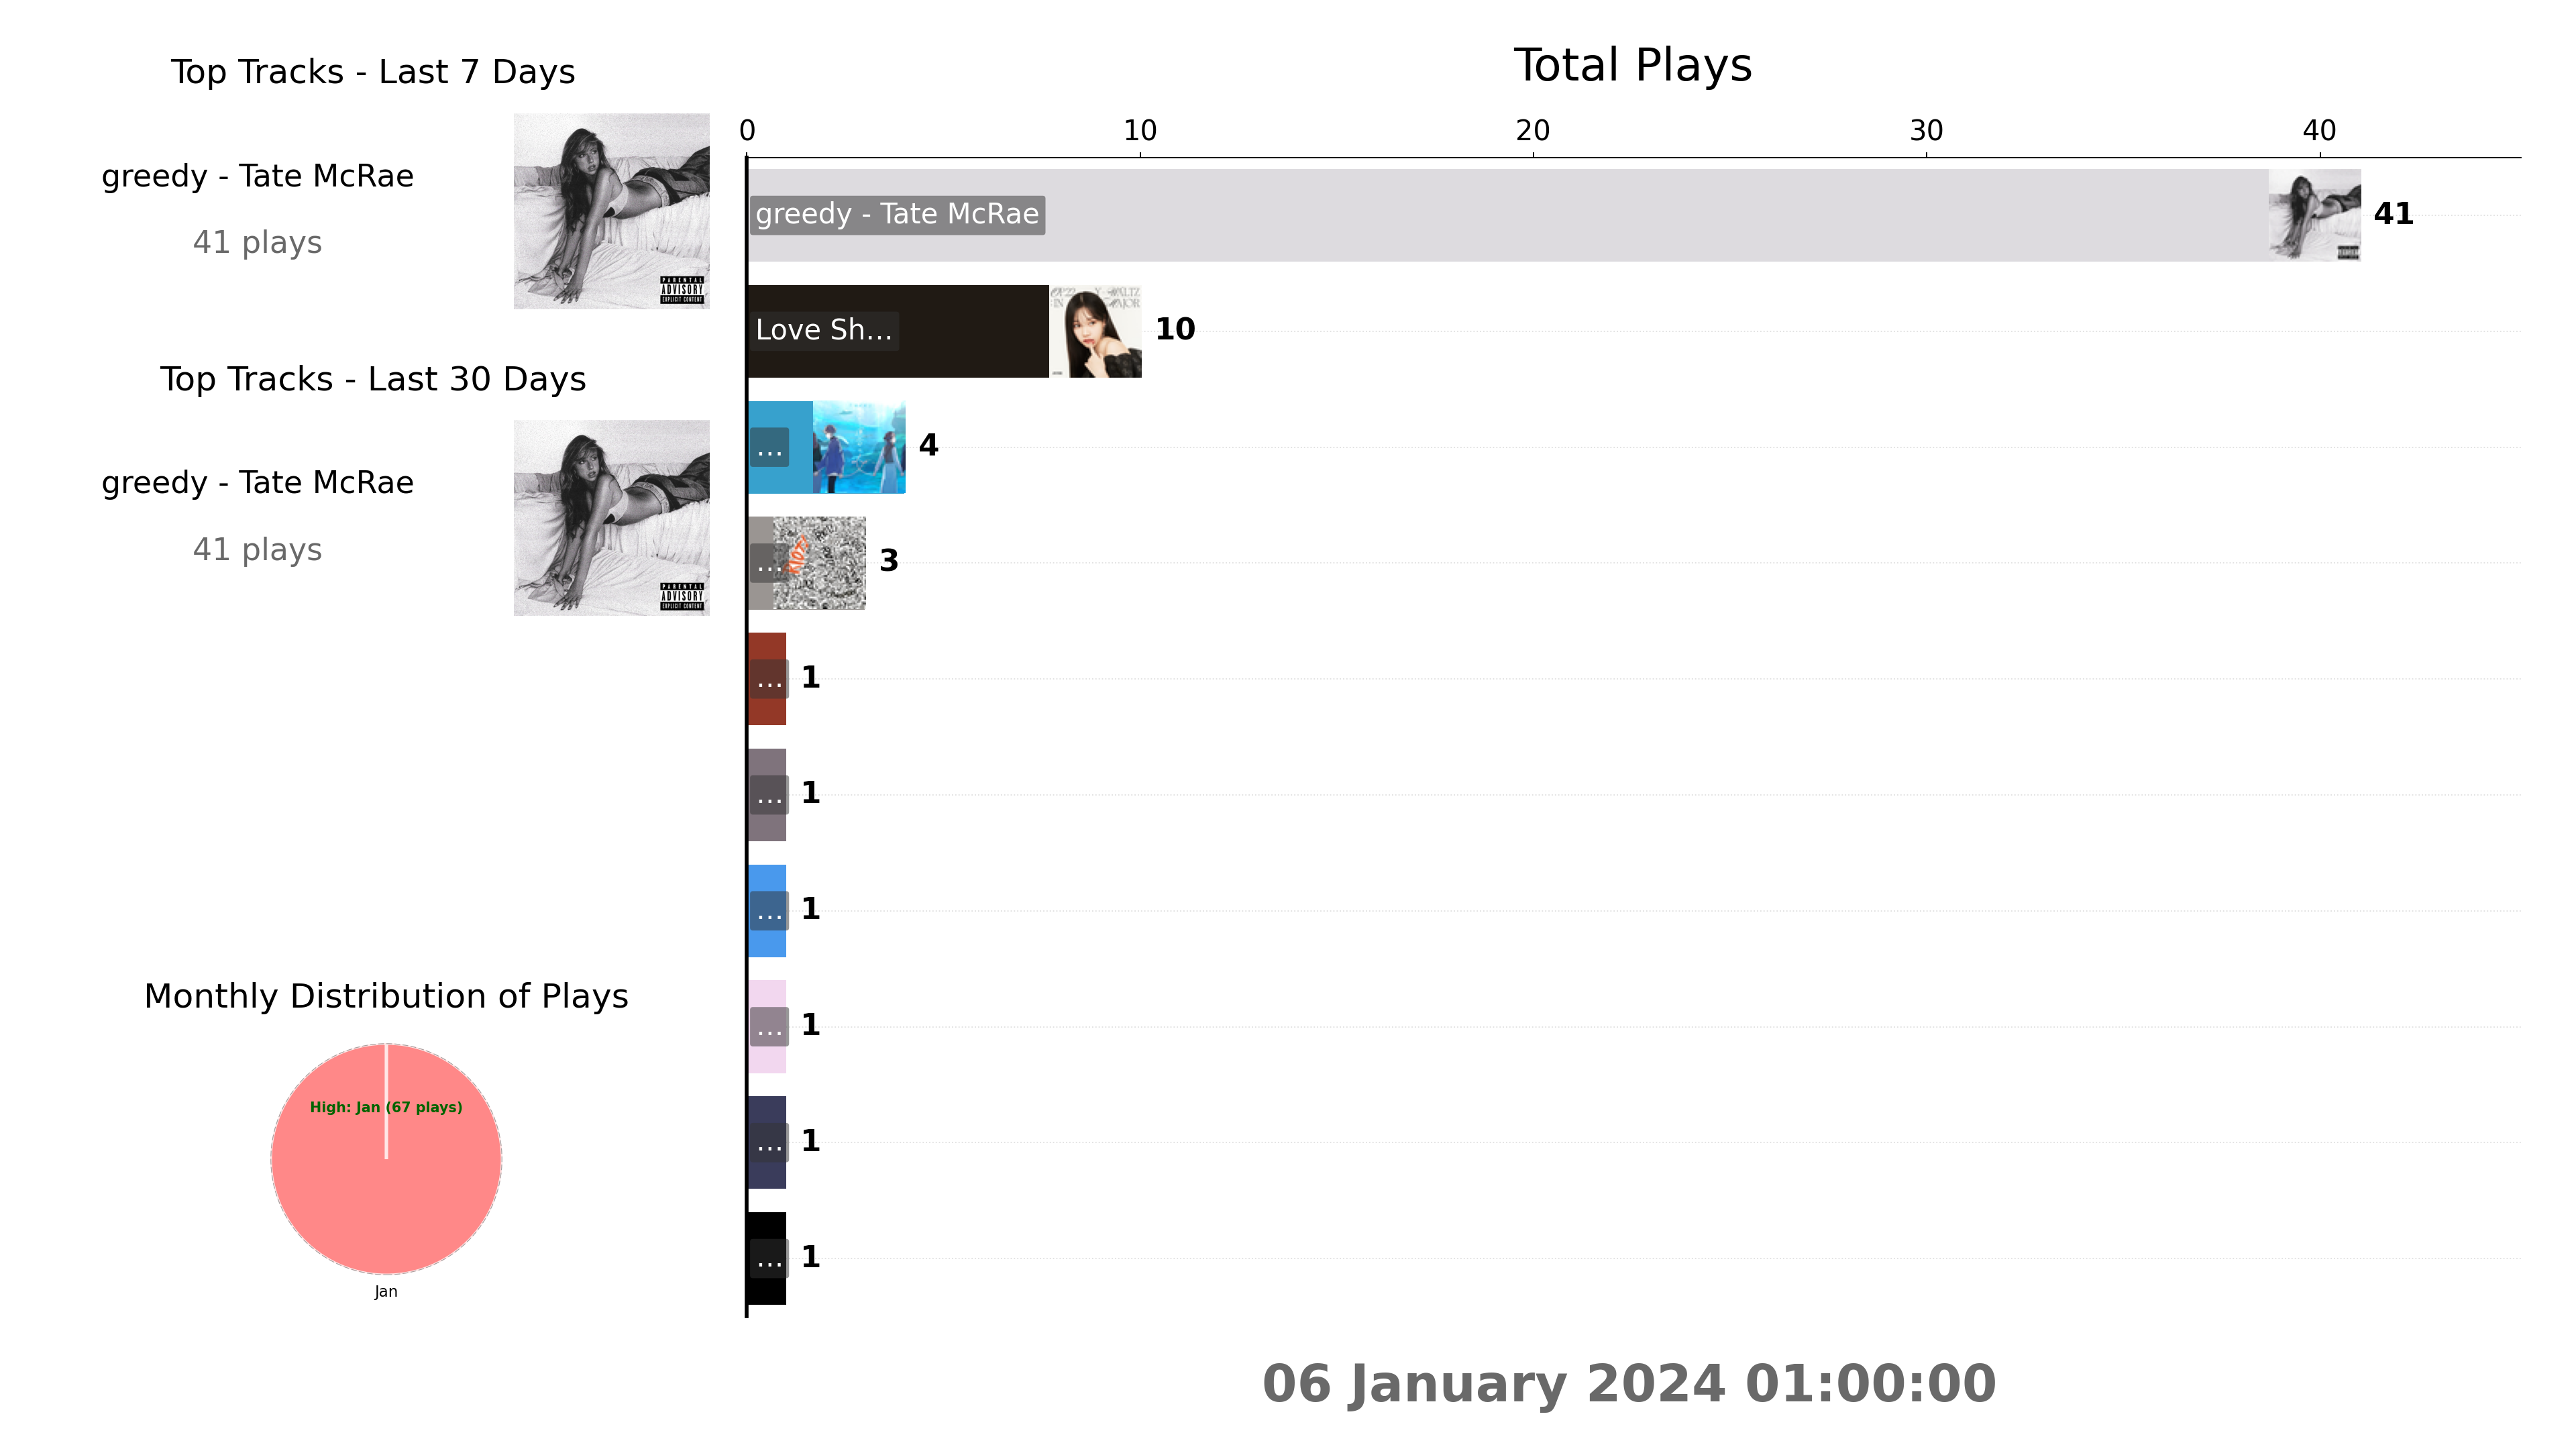 Top Tracks - Last 7 Days
greedy - Tate McRae
41 plays
PARENTAL
ADVISORY
EXPLICIT CONTENT
Top Tracks - Last 30 Days
greedy - Tate McRae
41 plays
PARENTAL
ADVISORY
EXPLICIT CONTENT
Monthly Distribution of Plays
High: Jan (67 plays)
Jan
Total Plays
0 10 20 30 40
greedy - Tate McRae 41
Love Sh... 10
... 4
... 3
... 1
... 1
... 1
... 1
... 1
... 1
06 January 2024 01:00:00